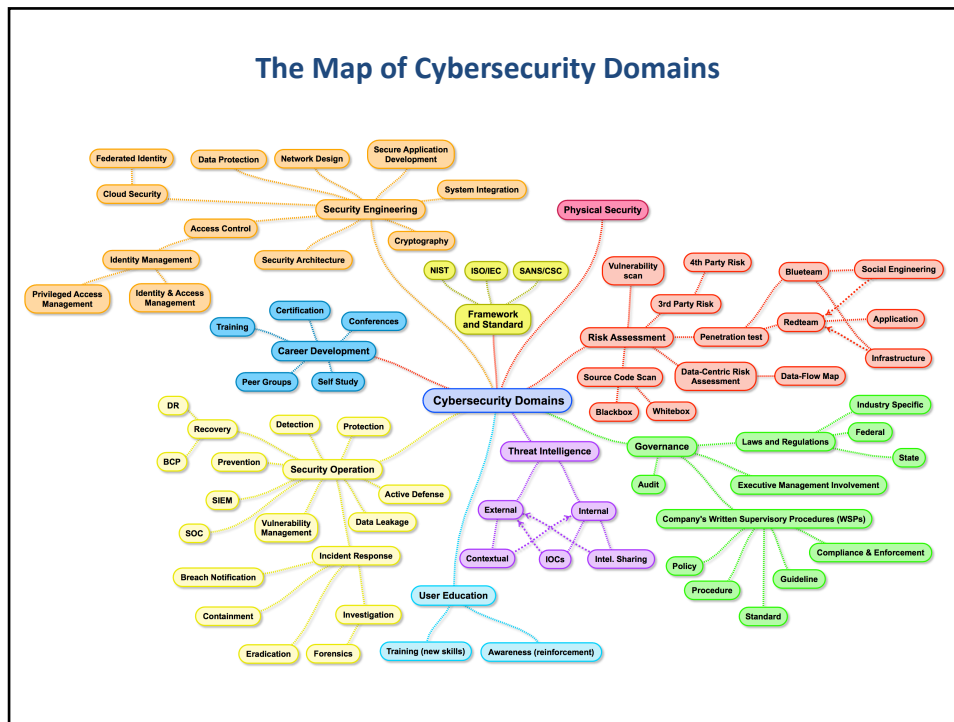 The Map of Cybersecurity Domains
Federated Identity
Data Protection
Network Design
Secure Application
Development
Cloud Security
System Integration
Security Engineering
Access Control
Cryptography
Security Architecture
Identity Management
Privileged Access
Management
Identity & Access
Management
Physical Security
NIST
ISO/IEC
SANS/CSC
Framework
and Standard
Vulnerability
scan
4th Party Risk
3rd Party Risk
Blueteam
Social Engineering
Risk Assessment
Penetration test
Redteam
Application
Infrastructure
Source Code Scan
Data-Centric Risk
Assessment
Data-Flow Map
Blackbox
Whitebox
Certification
Training
Conferences
Career Development
Peer Groups
Self Study
Cybersecurity Domains
DR
Recovery
BCP
Detection
Protection
Prevention
Security Operation
SIEM
Active Defense
SOC
Vulnerability
Management
Data Leakage
Incident Response
Breach Notification
Containment
Investigation
Eradication
Forensics
Threat Intelligence
External
Internal
Contextual
IOCs
Intel. Sharing
User Education
Training (new skills)
Awareness (reinforcement)
Governance
Audit
Laws and Regulations
Industry Specific
Federal
State
Executive Management Involvement
Company's Written Supervisory Procedures (WSPs)
Compliance & Enforcement
Policy
Procedure
Guideline
Standard